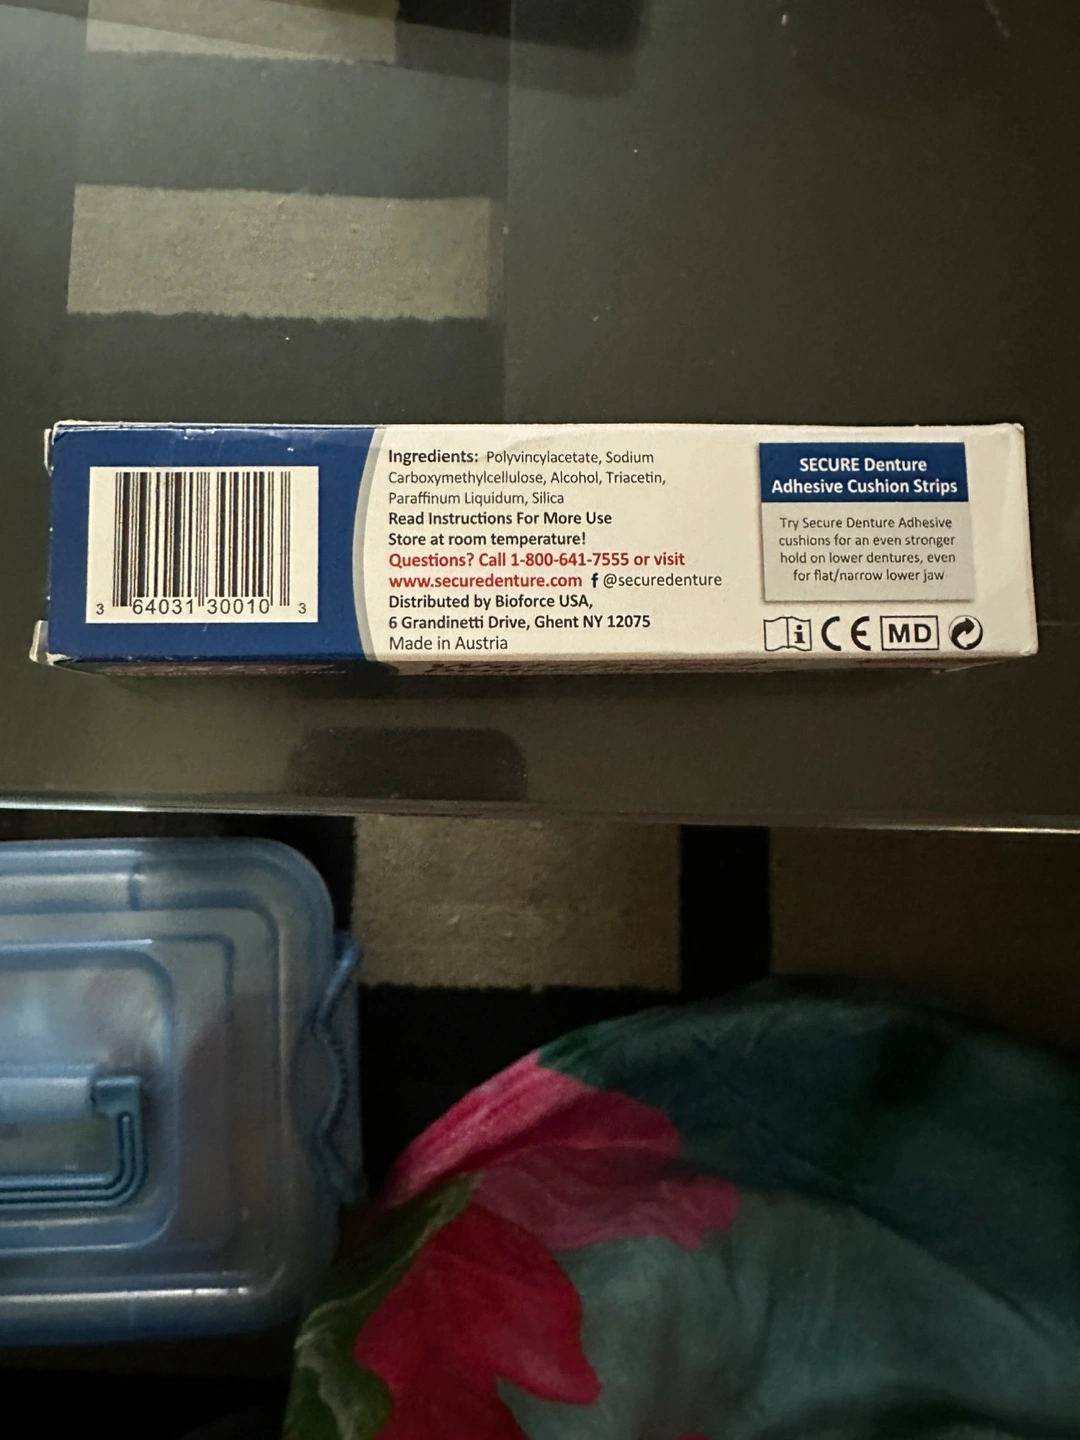 3 64031 30010 3
Ingredients: Polyvincylacetate, Sodium
Carboxymethylcellulose, Alcohol, Triacetin,
Paraffinum Liquidum, Silica
Read Instructions For More Use
Store at room temperature!
Questions? Call 1-800-641-7555 or visit
www.securedenture.com f @securedenture
Distributed by Bioforce USA,
6 Grandinetti Drive, Ghent NY 12075
Made in Austria
SECURE Denture
Adhesive Cushion Strips
Try Secure Denture Adhesive
cushions for an even stronger
hold on lower dentures, even
for flat/narrow lower jaw
i CE MD